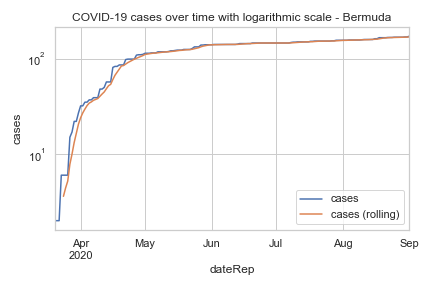 COVID-19 cases over time with logarithmic scale - Bermuda
10²
10¹
cases
cases
cases (rolling)
Apr
2020
May
Jun
Jul
Aug
Sep
dateRep